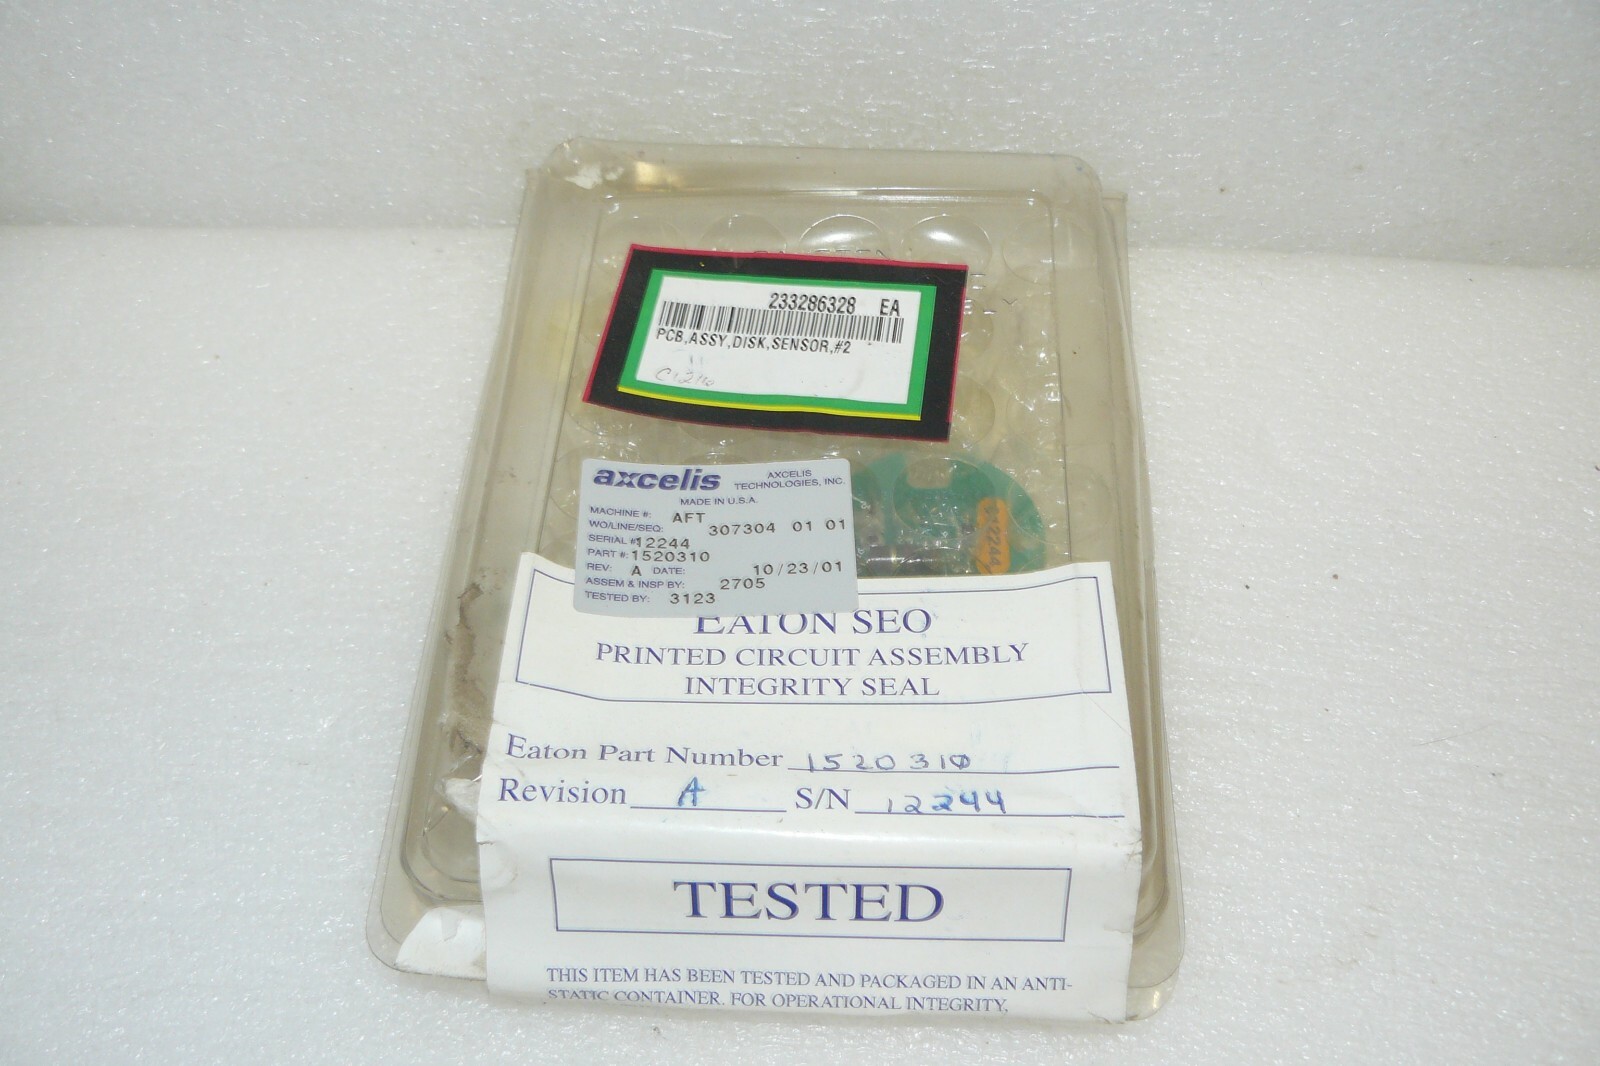 233286328 EA
PCB,ASSY,DISK,SENSOR,#2
axcelis
AXCELIS
TECHNOLOGIES, INC.
MADE IN U.S.A.
MACHINE #: AFT
WO/LINE/SEQ: 307304 01 01
SERIAL #12244
PART #: 1520310
REV: A DATE: 10/23/01
ASSEM & INSP BY: 2705
TESTED BY: 3123
EATON SEO
PRINTED CIRCUIT ASSEMBLY
INTEGRITY SEAL
Eaton Part Number 1520310
Revision A S/N 12244
TESTED
THIS ITEM HAS BEEN TESTED AND PACKAGED IN AN ANTI-
STATIC CONTAINER. FOR OPERATIONAL INTEGRITY,